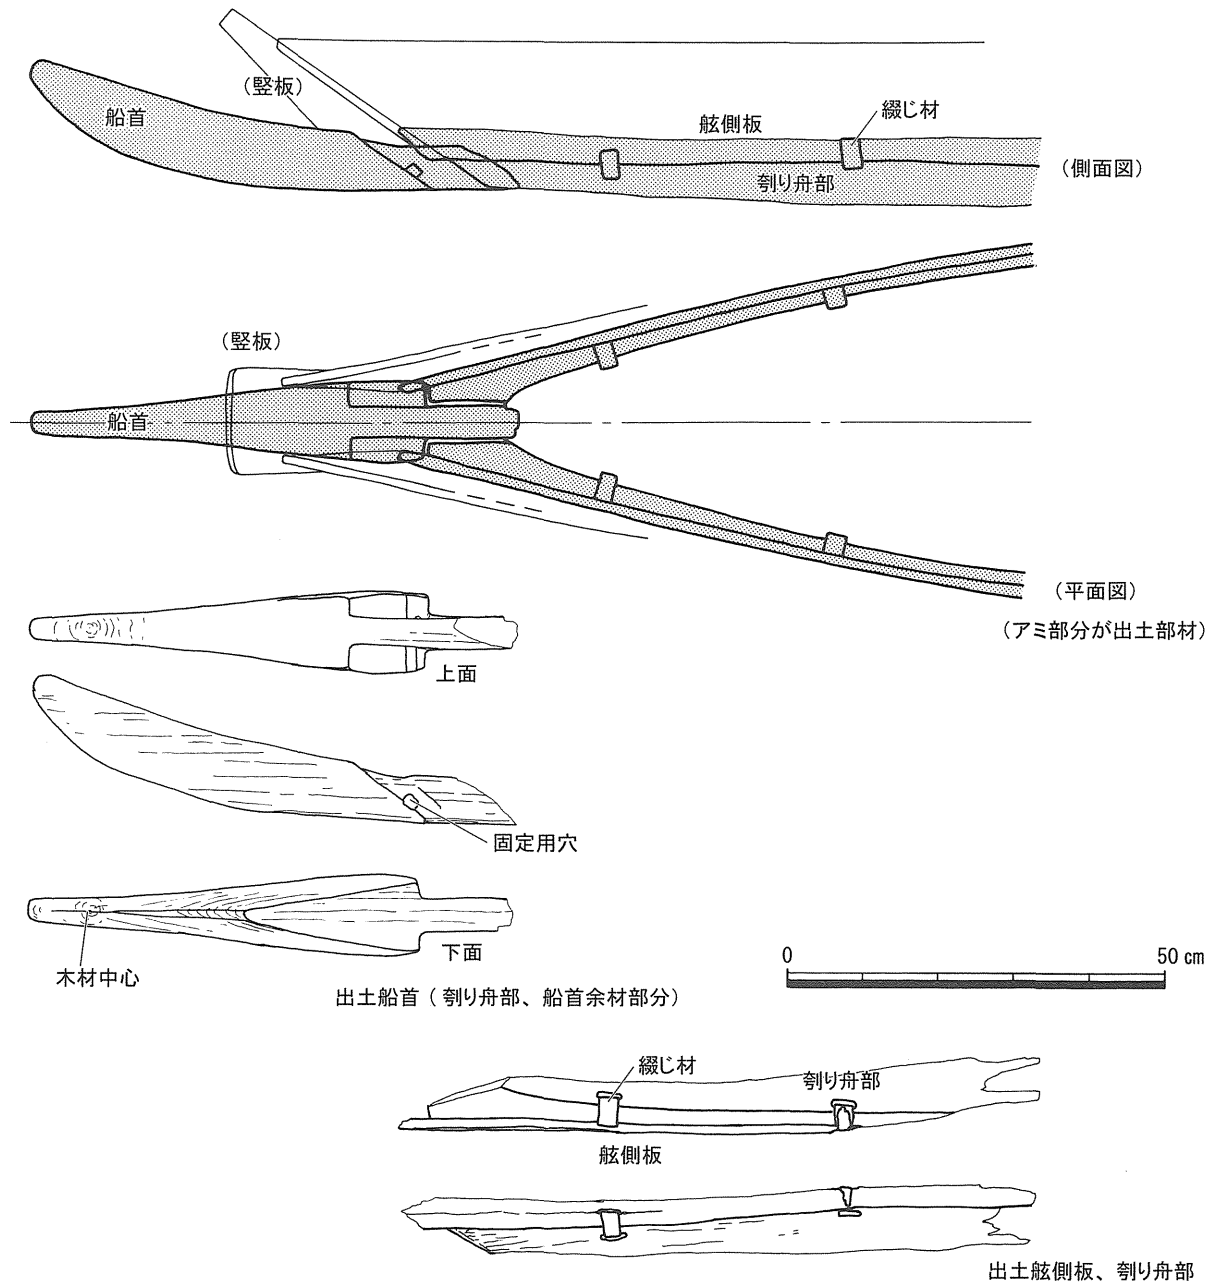 (竪板)
船首
綴じ材
舷側板
刳り舟部
(側面図)
(竪板)
船首
(平面図)
(アミ部分が出土部材)
上面
固定用穴
下面
木材中心
出土船首(刳り舟部、船首余材部分)
0 50 cm
綴じ材
刳り舟部
舷側板
出土舷側板、刳り舟部